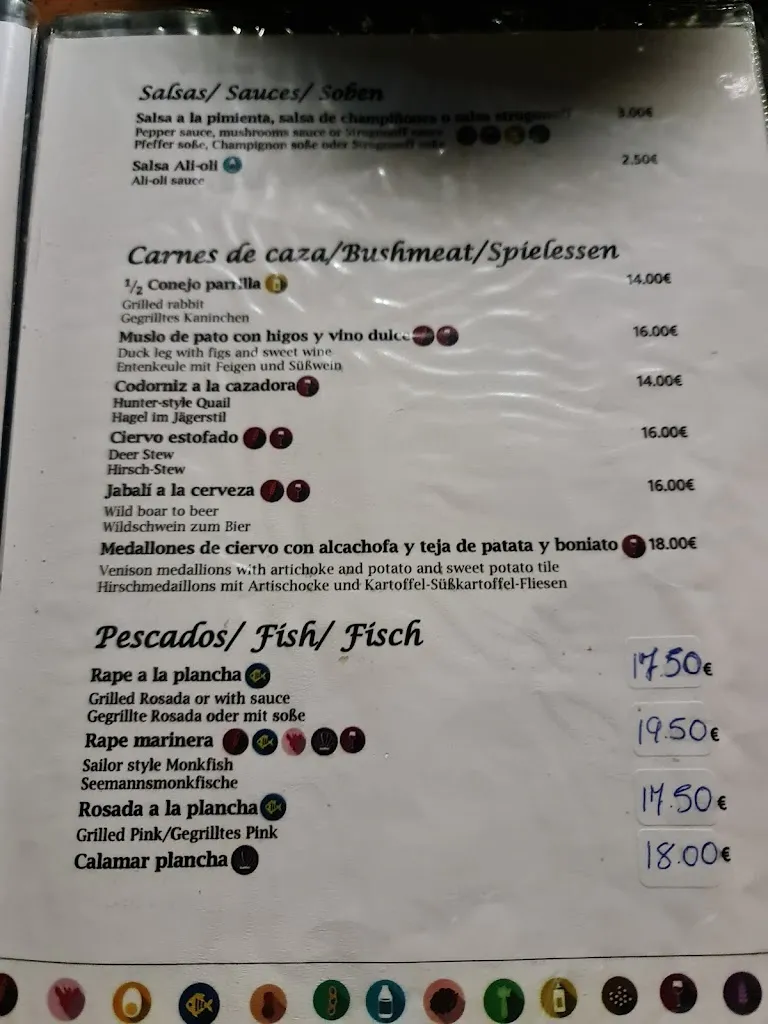 Salsas/ Sauces/ Soßen
Salsa a la pimienta, salsa de champiñones o salsa strogonoff 3.00€
Pepper sauce, mushrooms sauce or Strogonoff sauce
Pfeffer soße, Champignon soße oder Strogonoff soße
Salsa Ali-oli 2.50€
Ali-oli sauce
Carnes de caza/Bushmeat/Spielessen
1/2 Conejo parrilla 14.00€
Grilled rabbit
Gegrilltes Kaninchen
Muslo de pato con higos y vino dulce 16.00€
Duck leg with figs and sweet wine
Entenkeule mit Feigen und Süßwein
Codorniz a la cazadora 14.00€
Hunter-style Quail
Hagel im Jägerstil
Ciervo estofado 16.00€
Deer Stew
Hirsch-Stew
Jabalí a la cerveza 16.00€
Wild boar to beer
Wildschwein zum Bier
Medallones de ciervo con alcachofa y teja de patata y boniato 18.00€
Venison medallions with artichoke and potato and sweet potato tile
Hirschmedaillons mit Artischocke und Kartoffel-Süßkartoffel-Fliesen
Pescados/ Fish/ Fisch
Rape a la plancha 17.50€
Grilled Rosada or with sauce
Gegrillte Rosada oder mit soße
Rape marinera 19.50€
Sailor style Monkfish
Seemannsmonkfische
Rosada a la plancha 17.50€
Grilled Pink/Gegrilltes Pink
Calamar plancha 18.00€